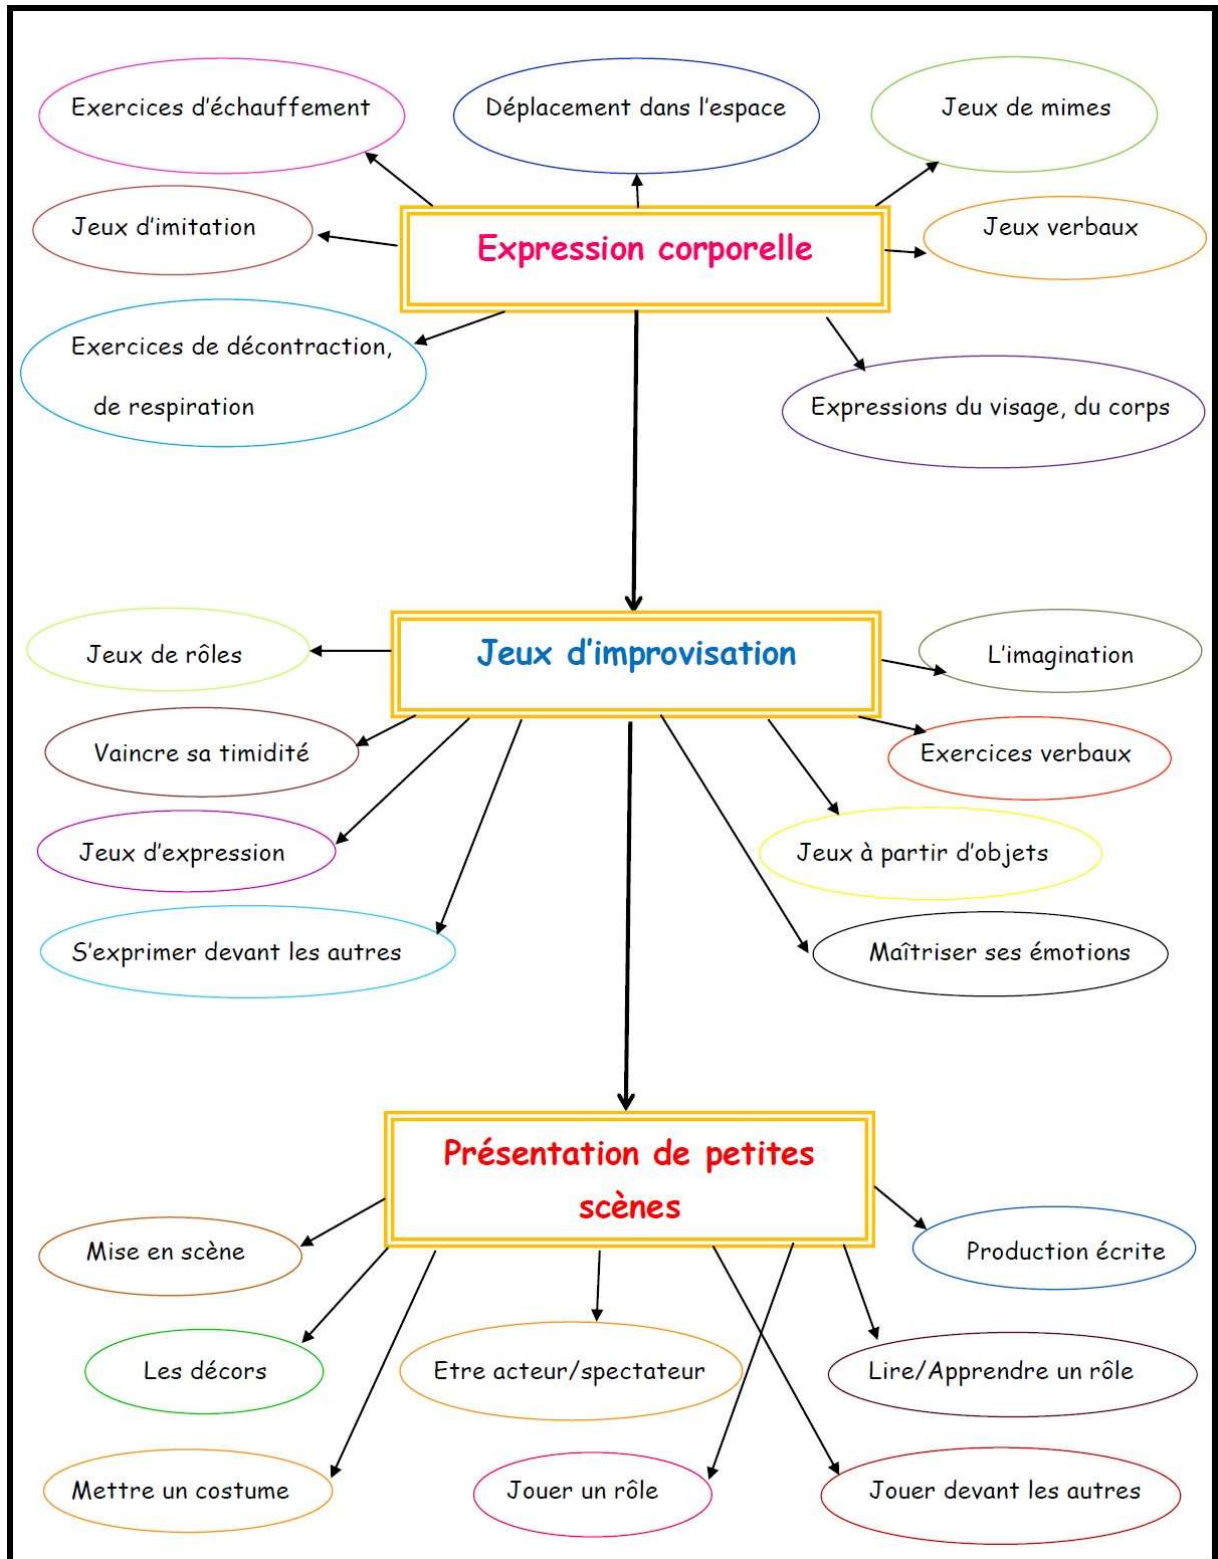 Exercices d'échauffement
Déplacement dans l'espace
Jeux de mimes
Jeux d'imitation
Expression corporelle
Jeux verbaux
Exercices de décontraction,
de respiration
Expressions du visage, du corps
Jeux de rôles
Jeux d'improvisation
L'imagination
Vaincre sa timidité
Exercices verbaux
Jeux d'expression
Jeux à partir d'objets
S'exprimer devant les autres
Maîtriser ses émotions
Présentation de petites
scènes
Mise en scène
Production écrite
Les décors
Etre acteur/spectateur
Lire/Apprendre un rôle
Mettre un costume
Jouer un rôle
Jouer devant les autres